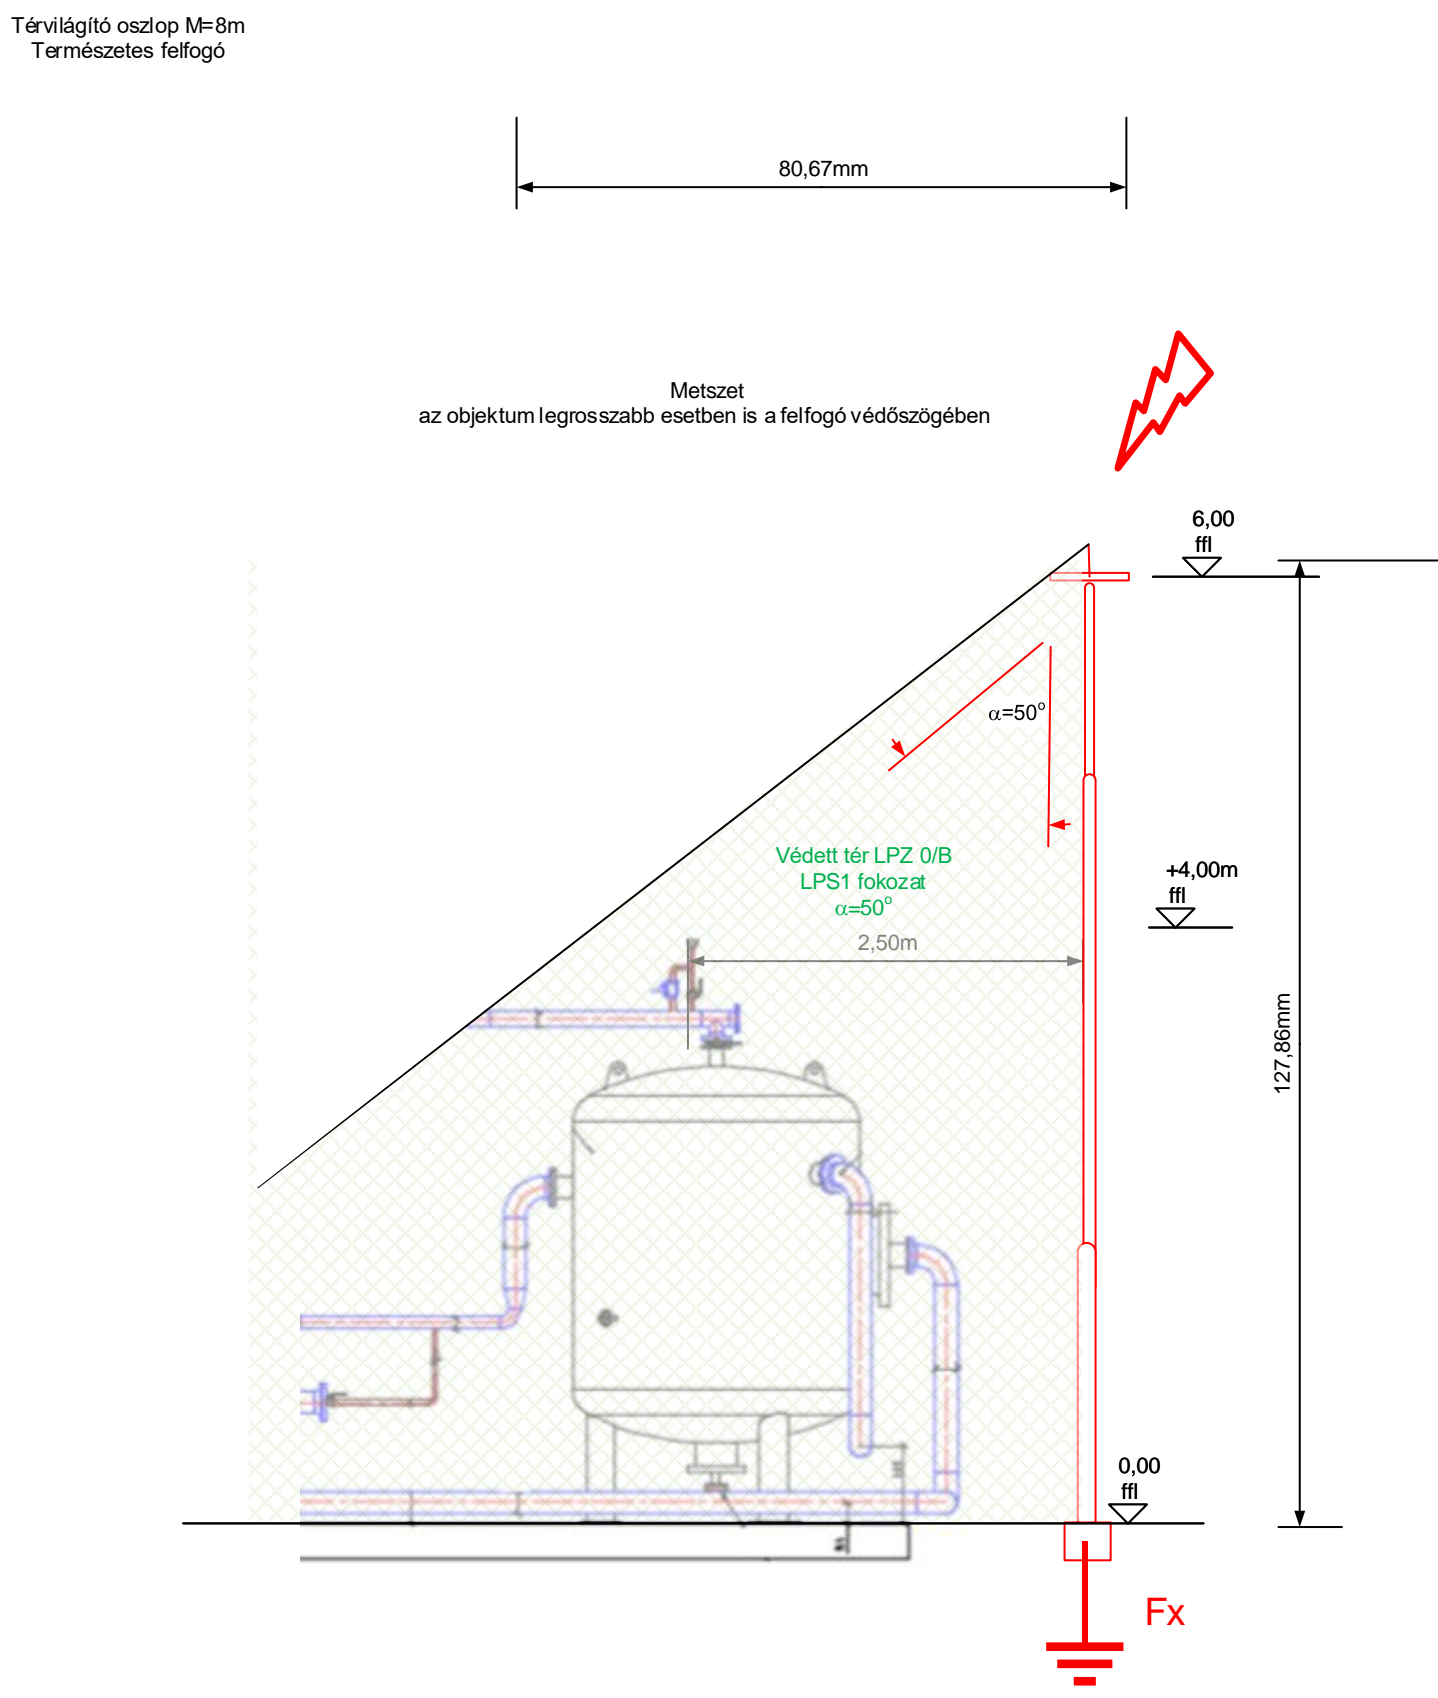 Térvilágító oszlop M=8m
Természetes felfogó
80,67mm
Metszet
az objektum legrosszabb esetben is a felfogó védőszögében
6,00
ffl
α=50°
Védett tér LPZ 0/B
LPS1 fokozat
α=50°
+4,00m
ffl
2,50m
127,86mm
0,00
ffl
Fx